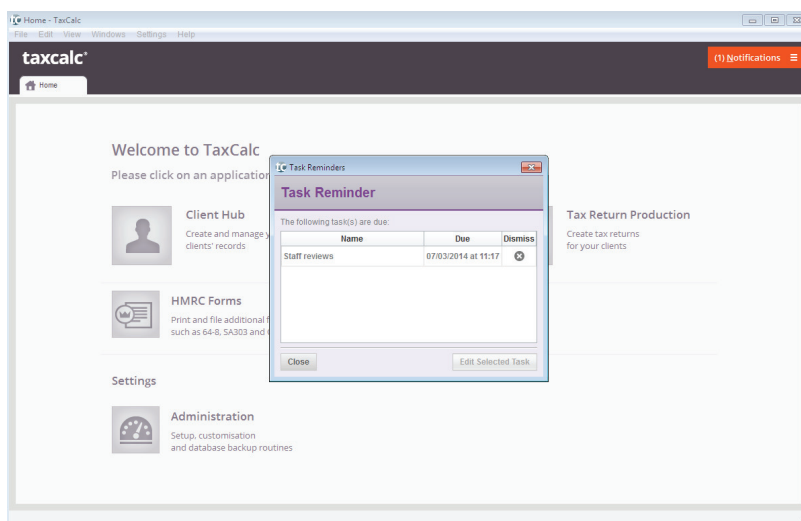 Home - TaxCalc
File Edit View Windows Settings Help
taxcalc
(1) Notifications
Home
Welcome to TaxCalc
Please click on an application
Client Hub
Create and manage
clients' records
Tax Return Production
Create tax returns
for your clients
HMRC Forms
Print and file additional
such as 64-8, SA303 and
Settings
Administration
Setup, customisation
and database backup routines
Task Reminders
Task Reminder
The following task(s) are due:
Name Due Dismiss
Staff reviews 07/03/2014 at 11:17
Close Edit Selected Task